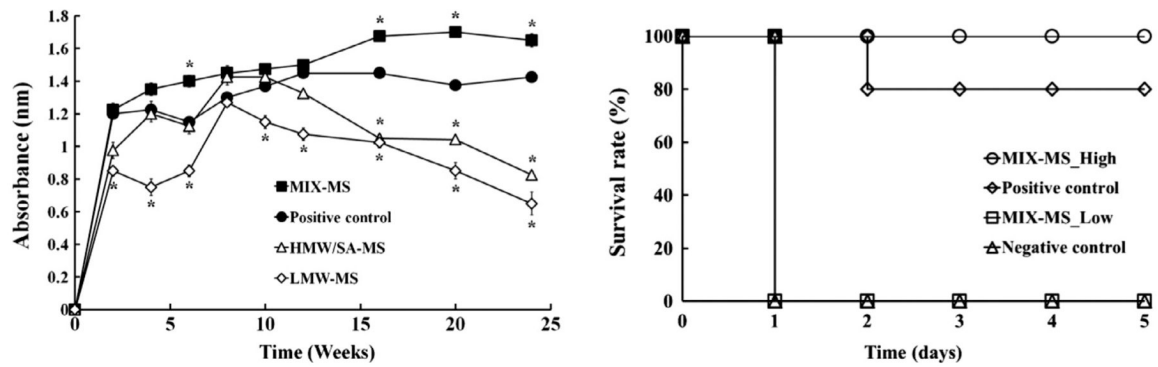 1.8
1.6
1.4
1.2
1
0.8
0.6
0.4
0.2
0
Absorbance (nm)
* * * *
* * * * * * * *
* * *
MIX-MS
Positive control
HMW/SA-MS
LMW-MS
0 5 10 15 20 25
Time (Weeks)
100
80
60
40
20
0
Survival rate (%)
MIX-MS_High
Positive control
MIX-MS_Low
Negative control
0 1 2 3 4 5
Time (days)